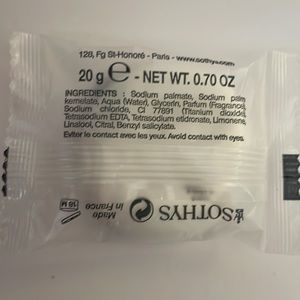 128, Fg St-Honoré - Paris - www.sothys.com
20 g e - NET WT. 0.70 OZ
INGREDIENTS : Sodium palmate, Sodium palm
kernelate, Aqua (Water), Glycerin, Parfum (Fragrance),
Sodium chloride, CI 77891 (Titanium dioxide),
Tetrasodium EDTA, Tetrasodium etidronate, Limonene,
Linalool, Citral, Benzyl salicylate.
Eviter le contact avec les yeux. Avoid contact with eyes.
SOTHYS
Made
in France
18 M